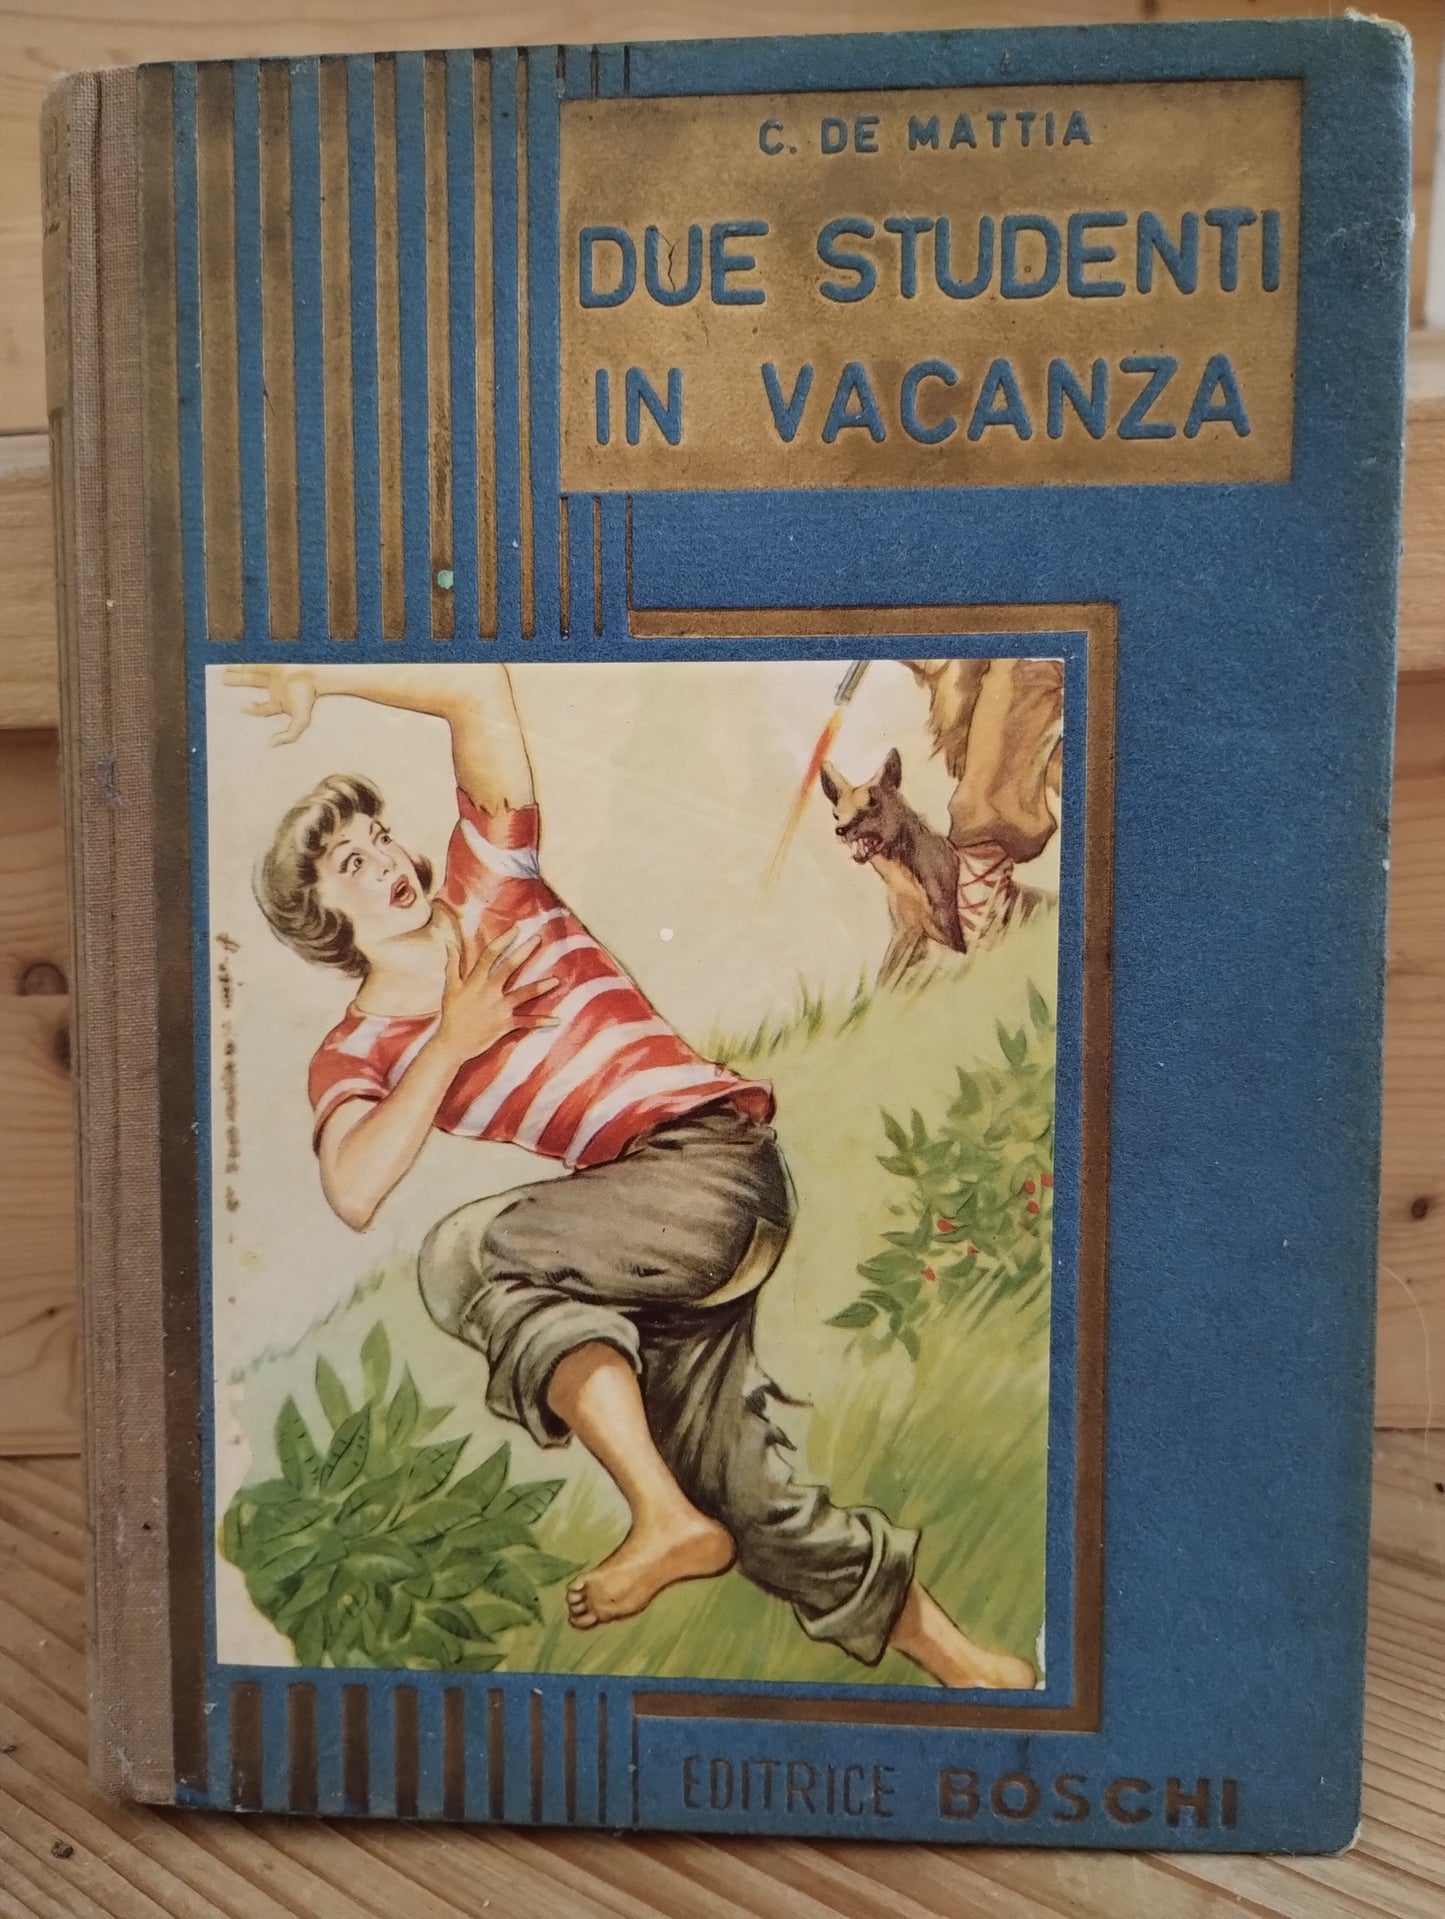 C. DE MATTIA
DUE STUDENTI
IN VACANZA
EDITRICE BOSCHI